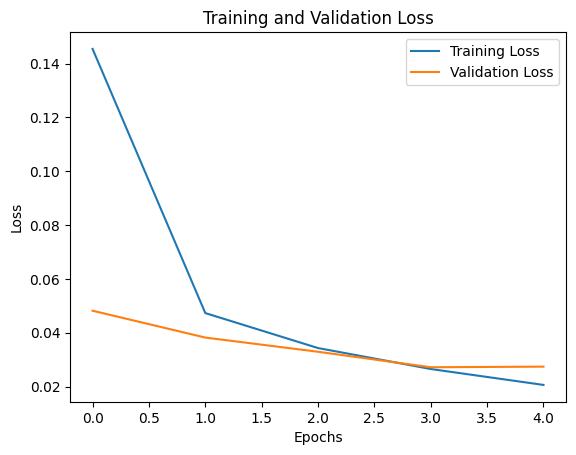 Training and Validation Loss
Training Loss
Validation Loss
0.14
0.12
0.10
0.08
0.06
0.04
0.02
Loss
0.0 0.5 1.0 1.5 2.0 2.5 3.0 3.5 4.0
Epochs